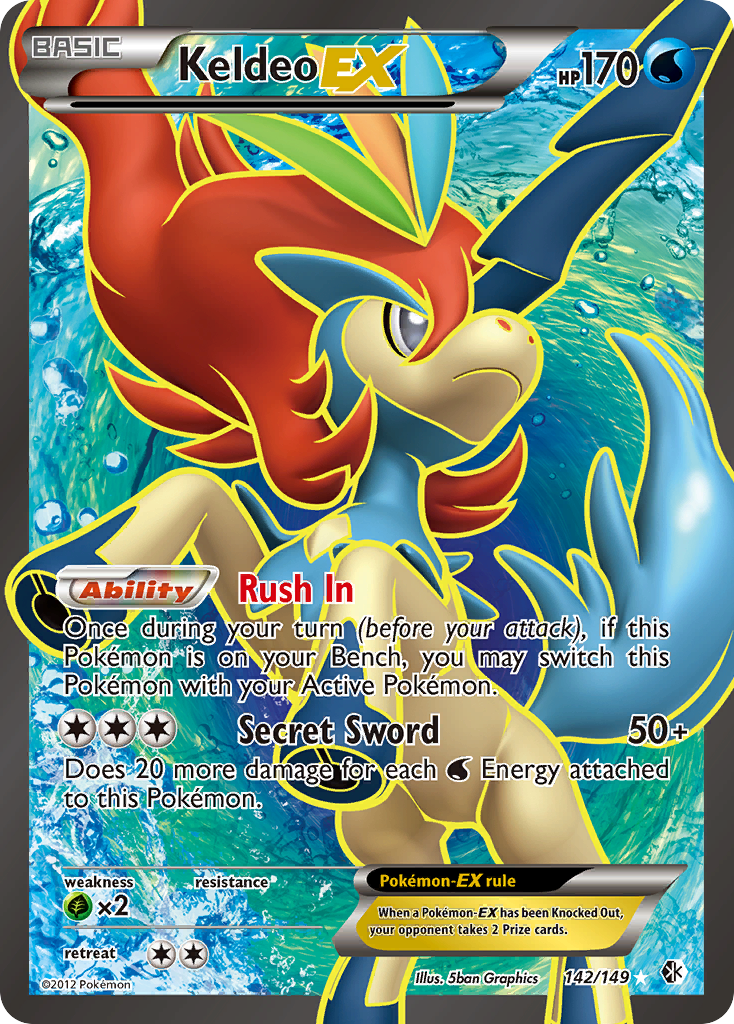 BASIC Keldeo EX HP170
Ability Rush In
Once during your turn (before your attack), if this
Pokémon is on your Bench, you may switch this
Pokémon with your Active Pokémon.
Secret Sword 50+
Does 20 more damage for each Energy attached
to this Pokémon.
weakness resistance
×2
retreat
Pokémon-EX rule
When a Pokémon-EX has been Knocked Out,
your opponent takes 2 Prize cards.
©2012 Pokémon Illus. 5ban Graphics 142/149